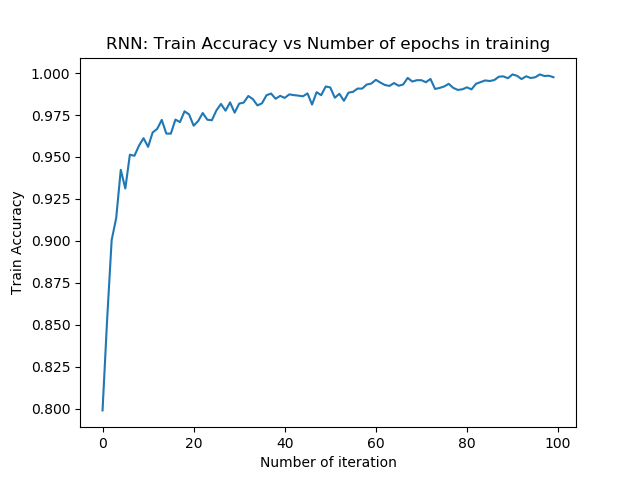 RNN: Train Accuracy vs Number of epochs in training
1.000
0.975
0.950
0.925
0.900
0.875
0.850
0.825
0.800
Train Accuracy
0 20 40 60 80 100
Number of iteration